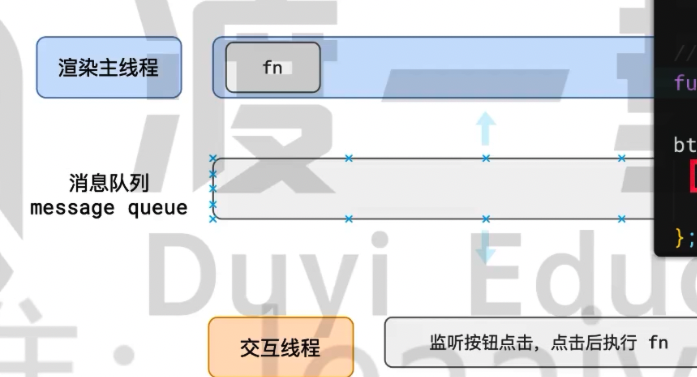 渲染主线程
fn
//
fu
bt
消息队列
message queue
};
Duyi Educ
交互线程
监听按钮点击，点击后执行 fn